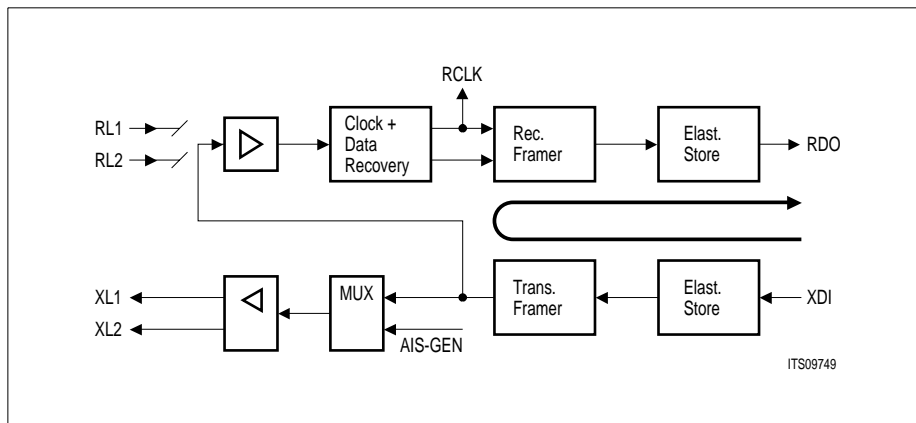 RCLK
RL1
RL2
Clock +
Data
Recovery
Rec.
Framer
Elast.
Store
RDO
XL1
XL2
MUX
AIS-GEN
Trans.
Framer
Elast.
Store
XDI
ITS09749